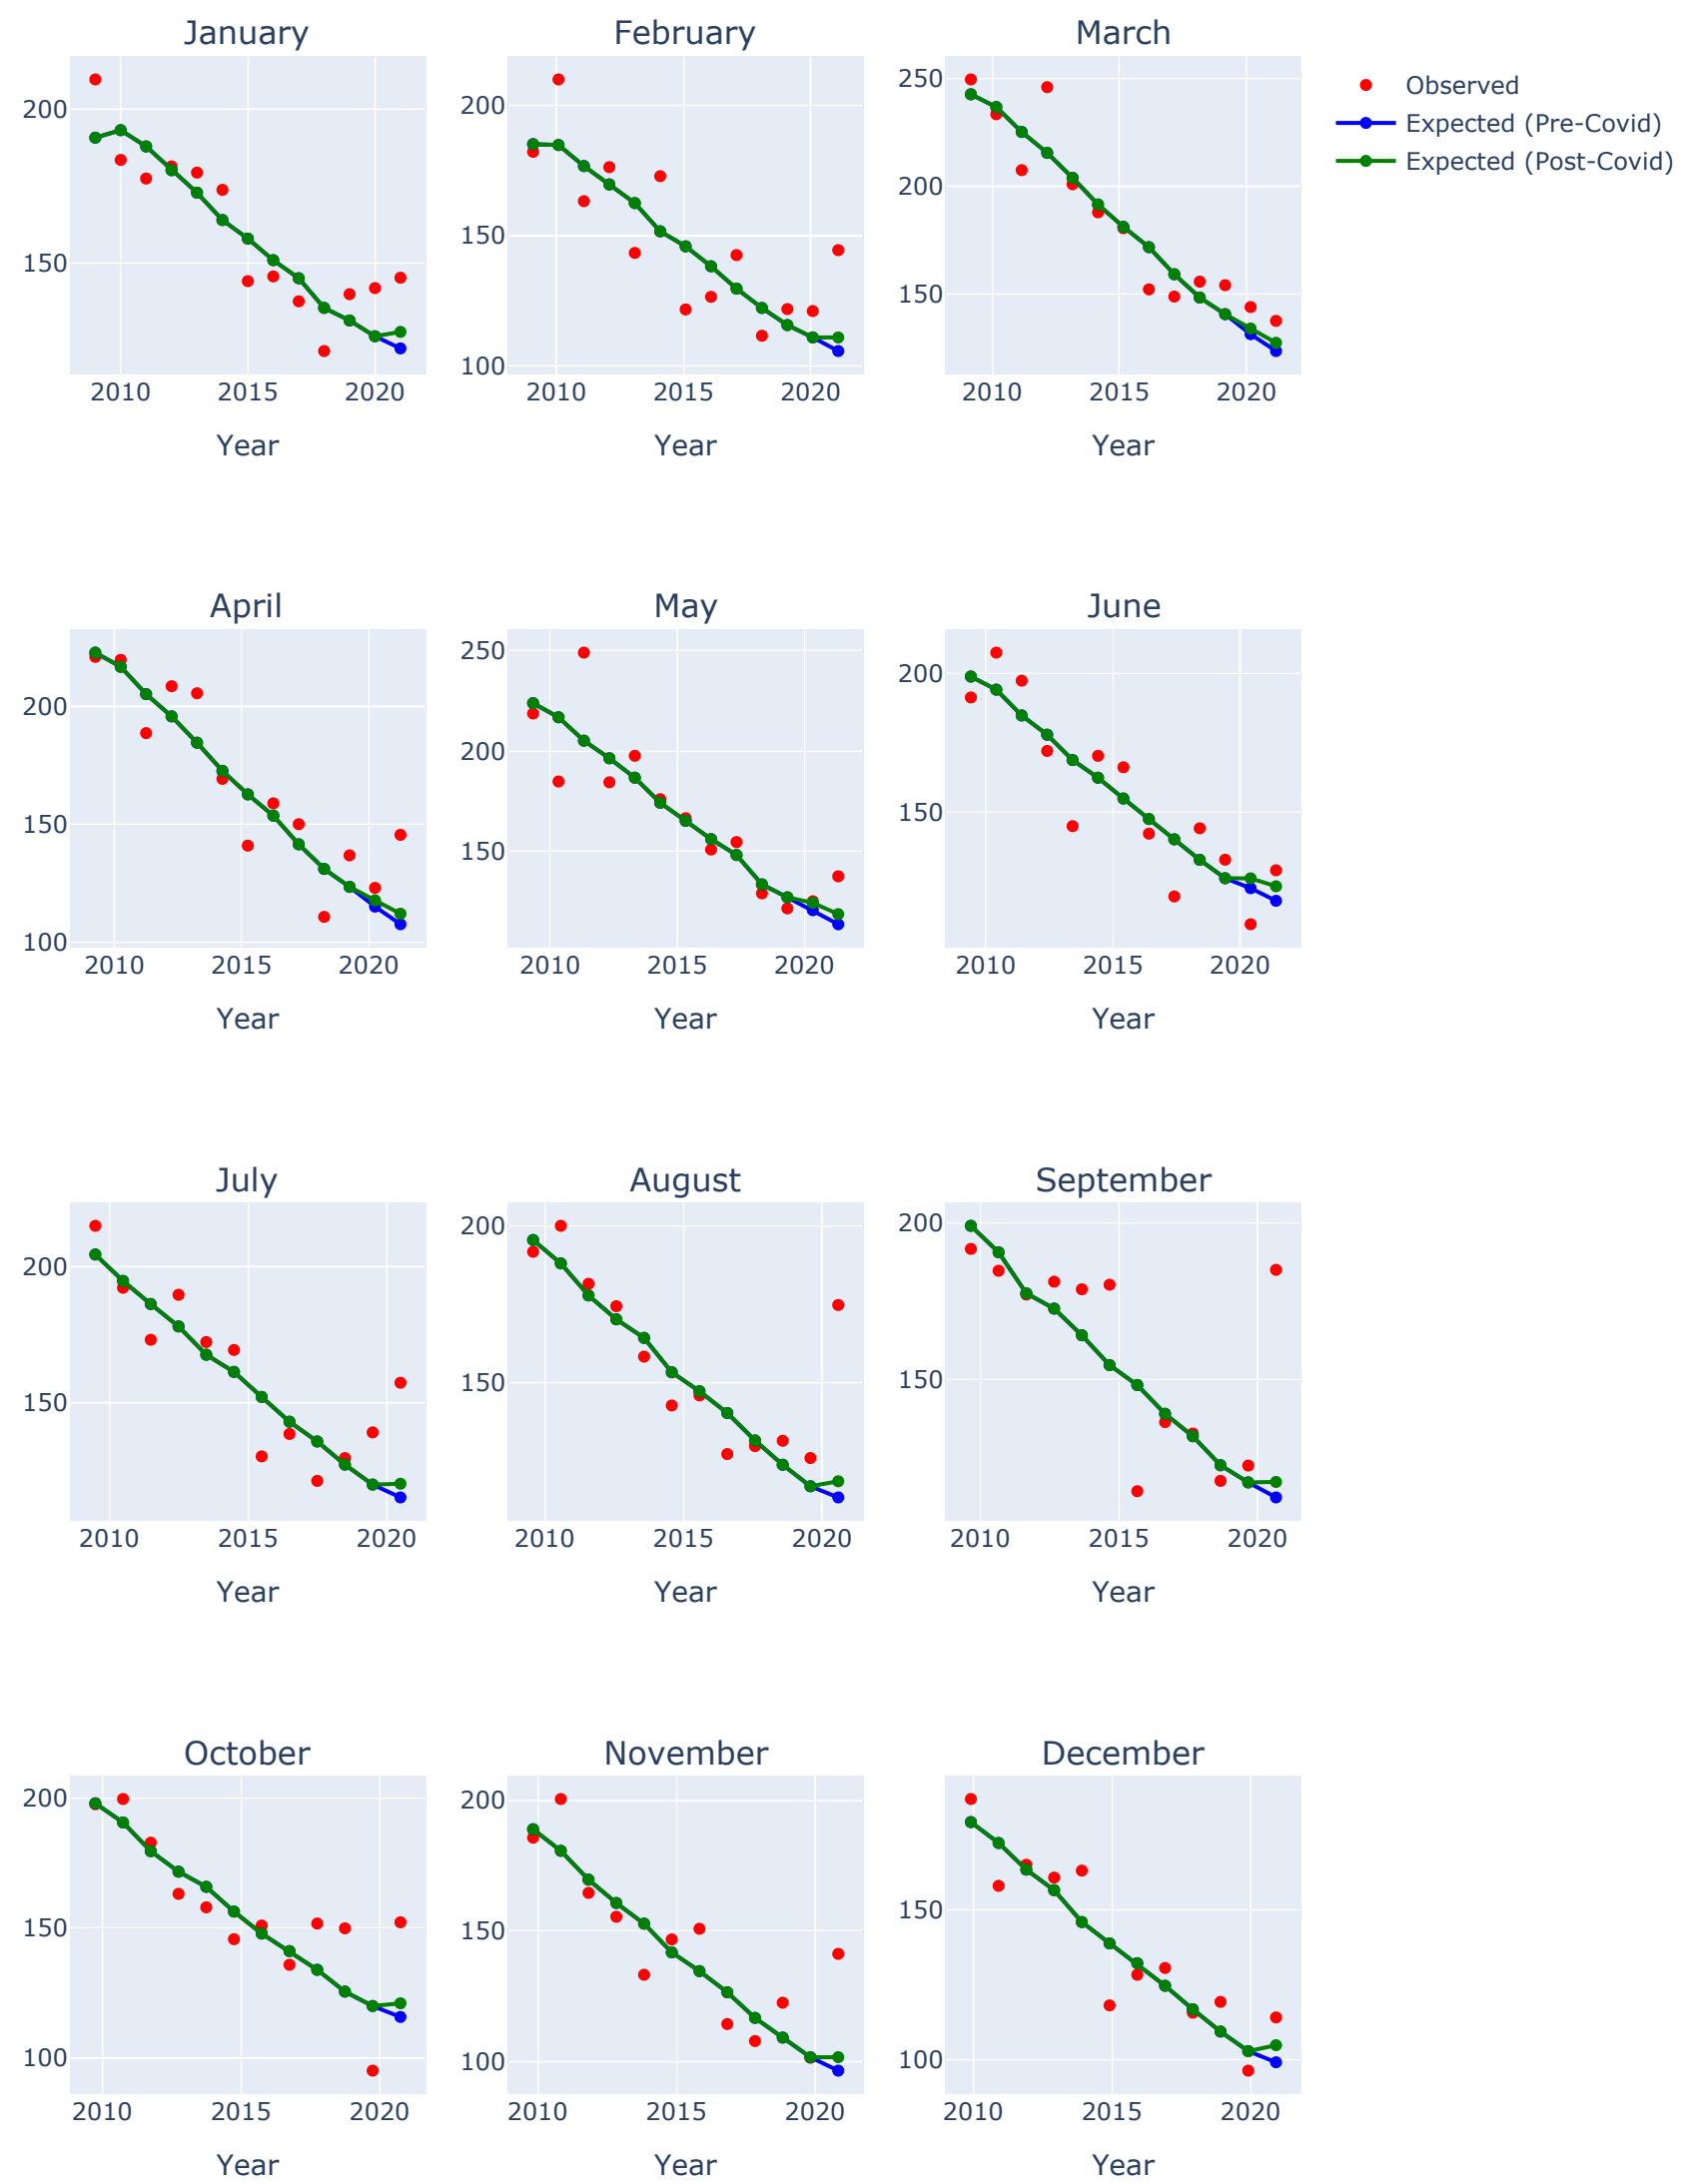 January February March
250
200
150
200
150
200
150
100
Observed
Expected (Pre-Covid)
Expected (Post-Covid)
2010 2015 2020 2010 2015 2020 2010 2015 2020
Year Year Year
April May June
200
150
100
250
200
150
200
150
2010 2015 2020 2010 2015 2020 2010 2015 2020
Year Year Year
July August September
200
150
200
150
200
150
2010 2015 2020 2010 2015 2020 2010 2015 2020
Year Year Year
October November December
200
150
100
200
150
100
150
100
2010 2015 2020 2010 2015 2020 2010 2015 2020
Year Year Year